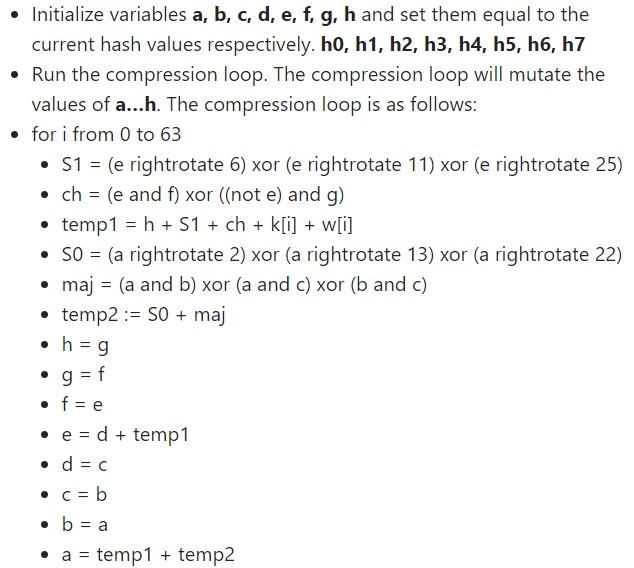 Initialize variables a, b, c, d, e, f, g, h and set them equal to the
current hash values respectively. h0, h1, h2, h3, h4, h5, h6, h7
Run the compression loop. The compression loop will mutate the
values of a...h. The compression loop is as follows:
for i from 0 to 63
S1 = (e rightrotate 6) xor (e rightrotate 11) xor (e rightrotate 25)
ch = (e and f) xor ((not e) and g)
temp1 = h + S1 + ch + k[i] + w[i]
S0 = (a rightrotate 2) xor (a rightrotate 13) xor (a rightrotate 22)
maj = (a and b) xor (a and c) xor (b and c)
temp2 := S0 + maj
h = g
g = f
f = e
e = d + temp1
d = c
c = b
b = a
a = temp1 + temp2